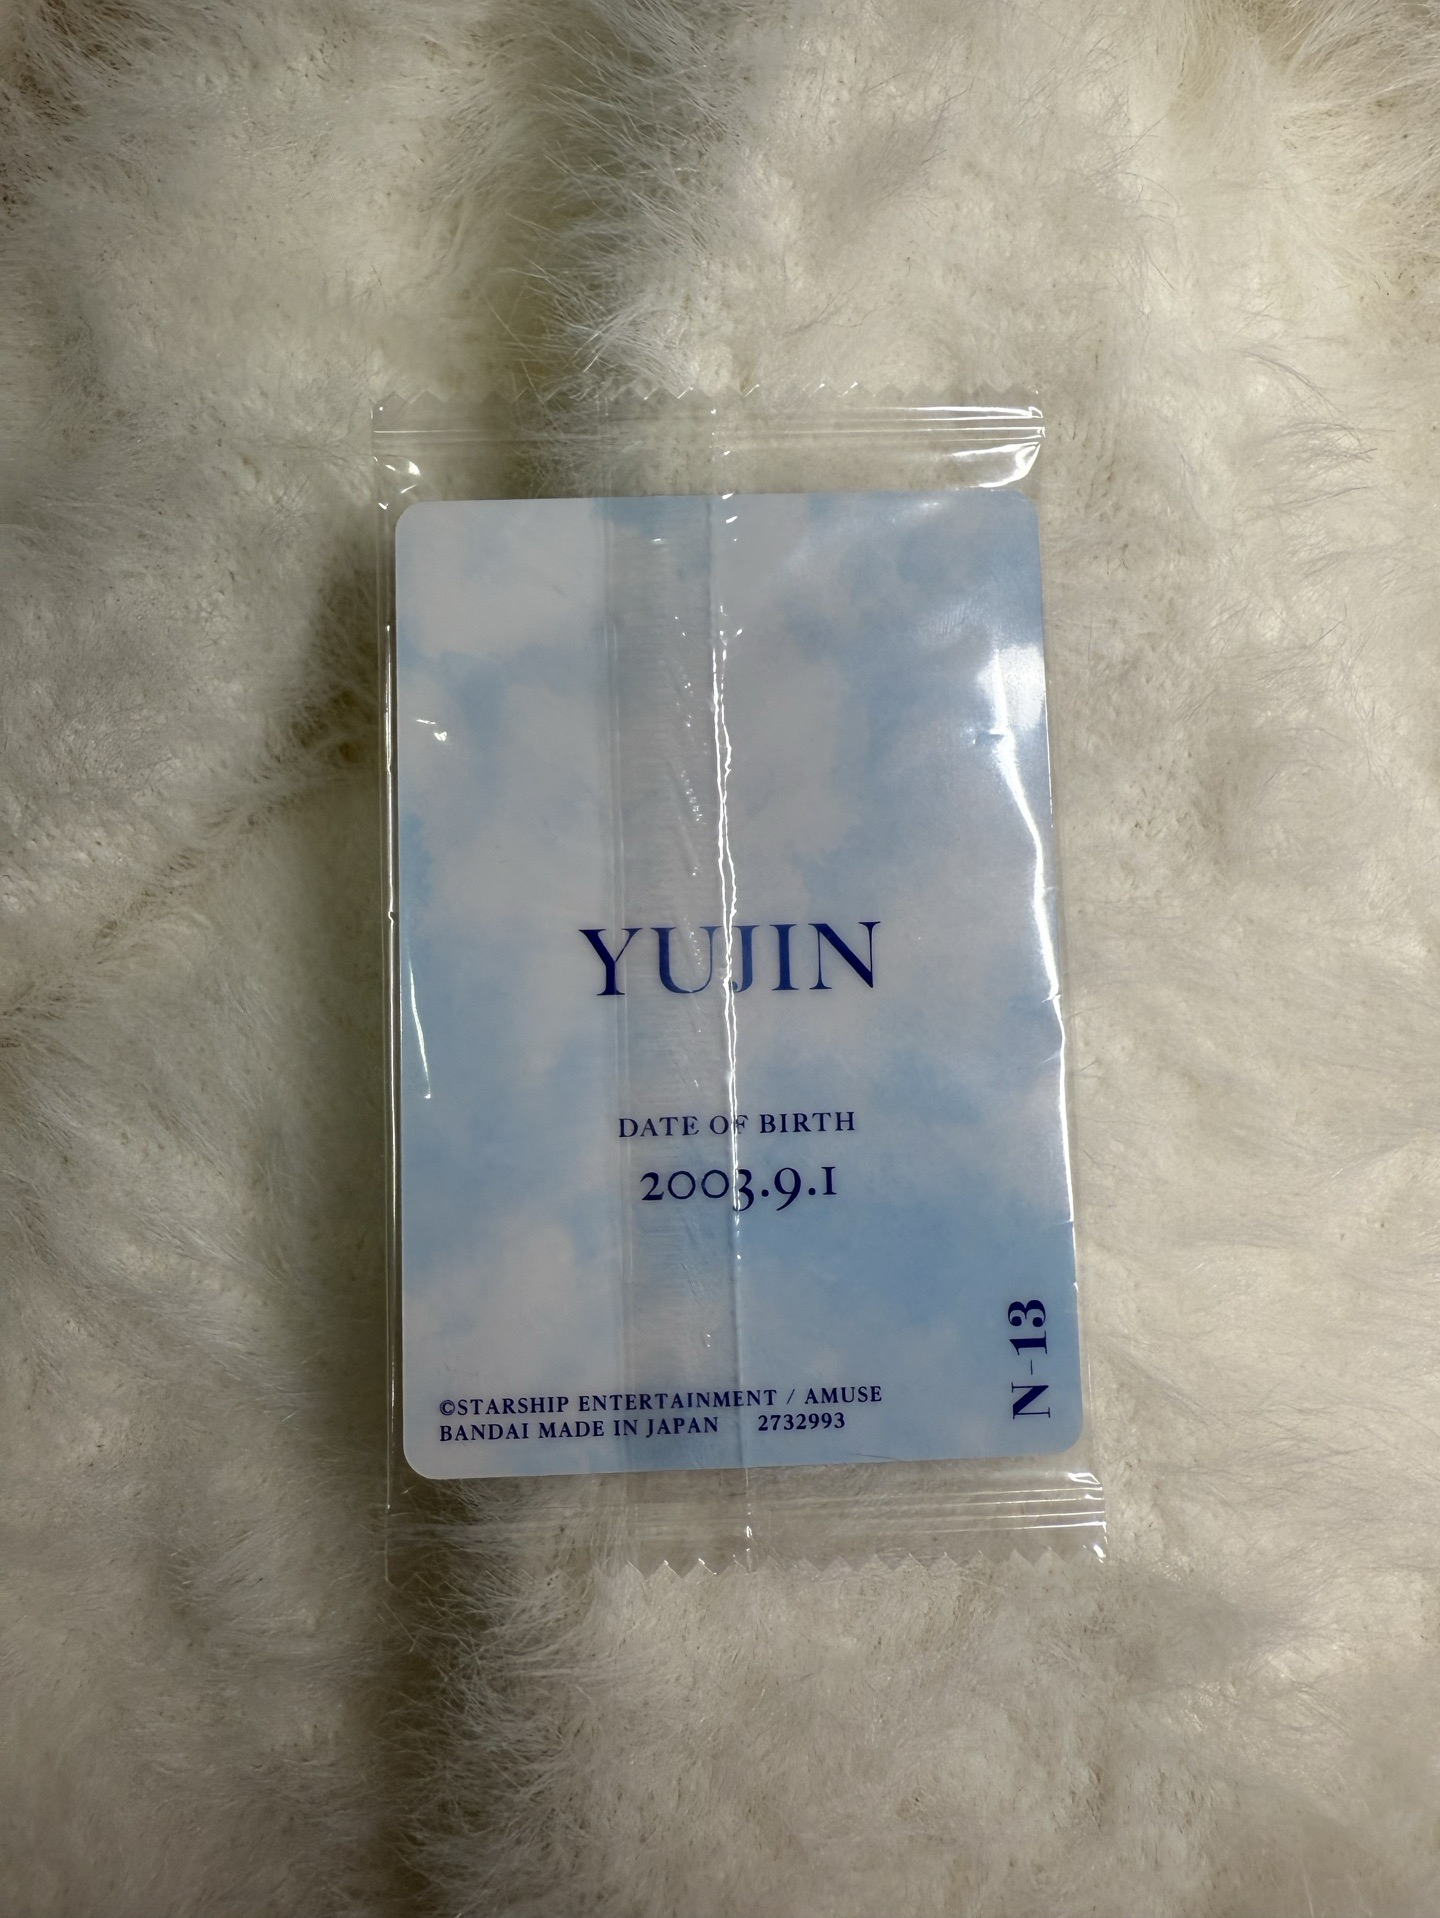 YUJIN
DATE OF BIRTH
2003.9.1
N-13
©STARSHIP ENTERTAINMENT / AMUSE
BANDAI MADE IN JAPAN 2732993